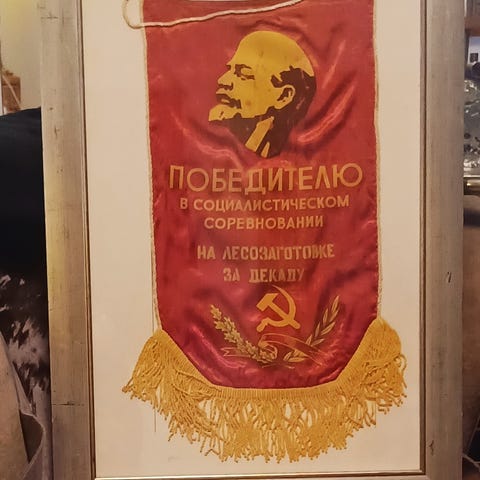 ПОБЕДИТЕЛЮ
В СОЦИАЛИСТИЧЕСКОМ
СОРЕВНОВАНИИ
НА ЛЕСОЗАГОТОВКЕ
ЗА ДЕКАДУ